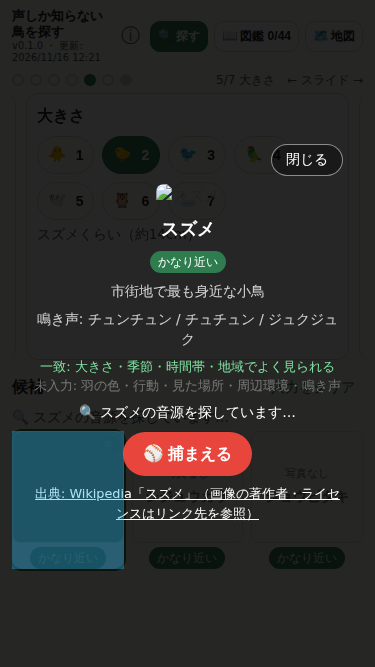 声しか知らない
鳥を探す
v0.1.0 · 更新:
2026/11/16 12:21
ⓘ
🔍 探す
📖 図鑑 0/44
🗺️ 地図
5/7 大きさ ← スライド →
大きさ
閉じる
1
2
3
4
5
6
7
スズメ
かなり近い
市街地で最も身近な小鳥
鳴き声: チュンチュン / チュチュン / ジュクジュ
ク
一致: 大きさ・季節・時間帯・地域でよく見られる
未入力: 羽の色・行動・見た場所・周辺環境・鳴き声
🔍 スズメの音源を探しています…
⚾ 捕まえる
写真なし
出典: Wikipedia「スズメ」（画像の著作者・ライセ
ンスはリンク先を参照）
かなり近い
かなり近い
かなり近い